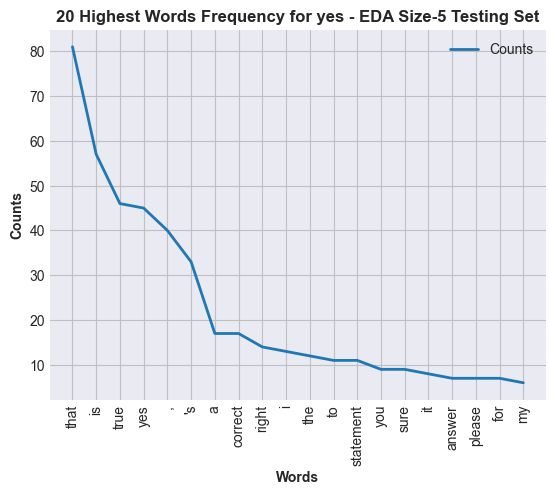 20 Highest Words Frequency for yes - EDA Size-5 Testing Set
Counts
80
70
60
50
40
30
20
10
Counts
that
is
true
yes
,
's
a
correct
right
i
the
to
statement
you
sure
it
answer
please
for
my
Words